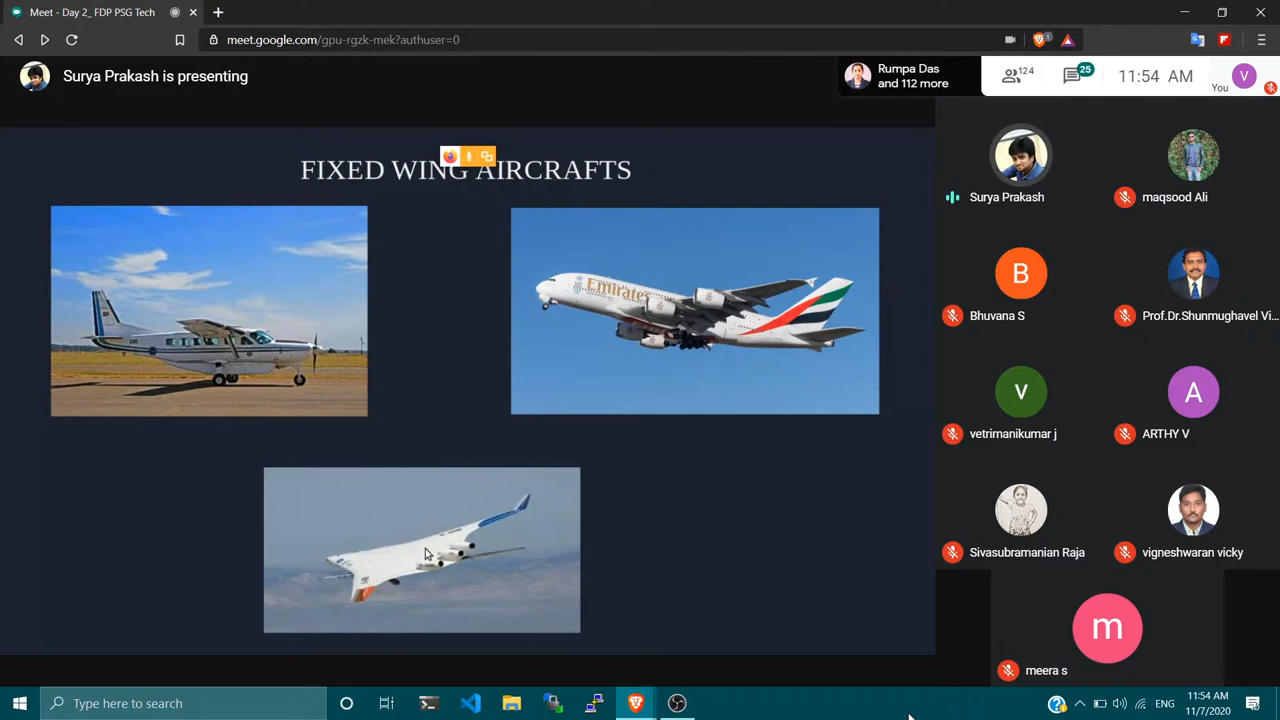 Meet - Day 2_ FDP PSG Tech
meet.google.com/gpu-rgzk-mek?authuser=0
1
Surya Prakash is presenting
Rumpa Das
and 112 more
124
25
11:54 AM
You
V
FIXED WING AIRCRAFTS
Emirates
Surya Prakash
maqsood Ali
B
Bhuvana S
Prof.Dr.Shunmughavel Vi...
v
vetrimanikumar j
A
ARTHY V
Sivasubramanian Raja
vigneshwaran vicky
m
meera s
Type here to search
ENG
11:54 AM
11/7/2020